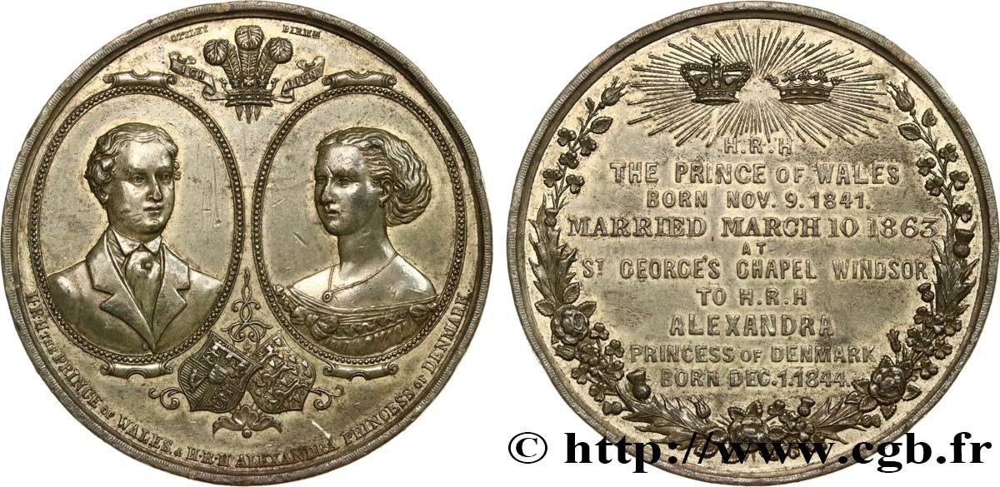 OTTLEY BIRM
ICH DIEN
H·R·H THE PRINCE OF WALES, & H·R·H ALEXANDRA PRINCESS OF DENMARK.
H.R.H
THE PRINCE OF WALES
BORN NOV. 9. 1841.
MARRIED MARCH 10 1863
AT
ST GEORGE'S CHAPEL WINDSOR
TO H.R.H
ALEXANDRA
PRINCESS OF DENMARK
BORN DEC. 1. 1844.
© http://www.cgb.fr